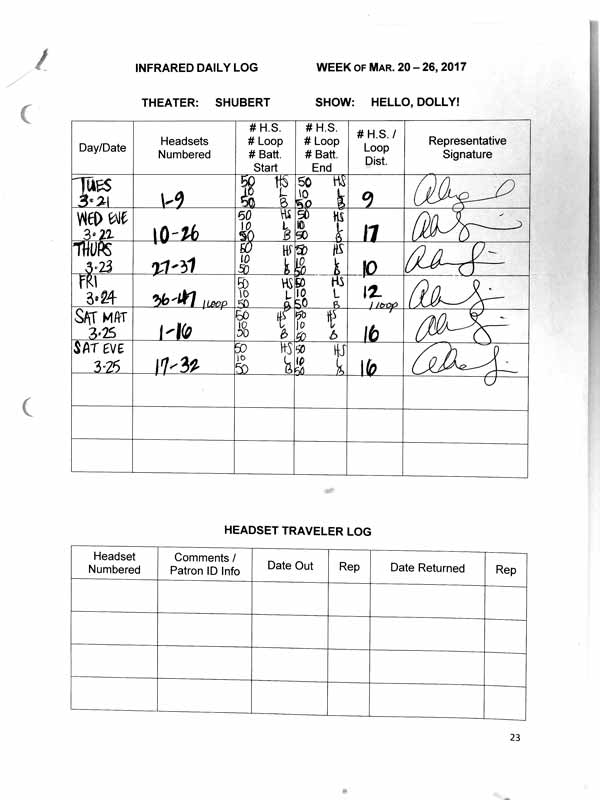 INFRARED DAILY LOG WEEK OF MAR. 20 – 26, 2017
THEATER: SHUBERT SHOW: HELLO, DOLLY!
Day/Date Headsets Numbered # H.S. # Loop # Batt. Start # H.S. # Loop # Batt. End # H.S. / Loop Dist. Representative Signature
TUES 3.21 1-9 50 HS 10 L 50 B 50 HS 10 L 50 B 9
WED EVE 3.22 10-26 50 HS 10 L 50 B 50 HS 10 L 50 B 17
THURS 3.23 27-37 50 HS 10 L 50 B 50 HS 10 L 50 B 10
FRI 3.24 36-47 1 LOOP 50 HS 10 L 50 B 50 HS 10 L 50 B 12 1 LOOP
SAT MAT 3.25 1-16 50 HS 10 L 50 B 50 HS 10 L 50 B 16
SAT EVE 3.25 17-32 50 HS 10 L 50 B 50 HS 10 L 50 B 16
HEADSET TRAVELER LOG
Headset Numbered Comments / Patron ID Info Date Out Rep Date Returned Rep
23